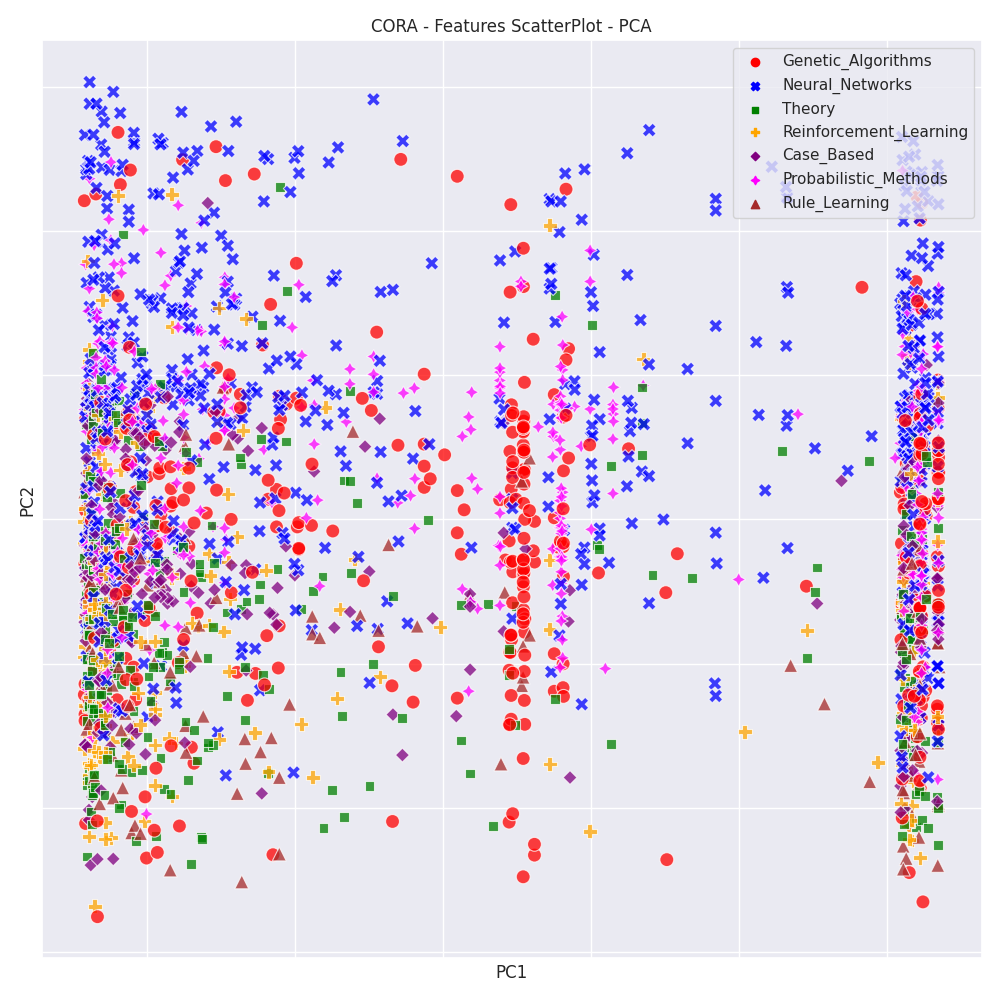 CORA - Features ScatterPlot - PCA
Genetic_Algorithms
Neural_Networks
Theory
Reinforcement_Learning
Case_Based
Probabilistic_Methods
Rule_Learning
PC2
PC1